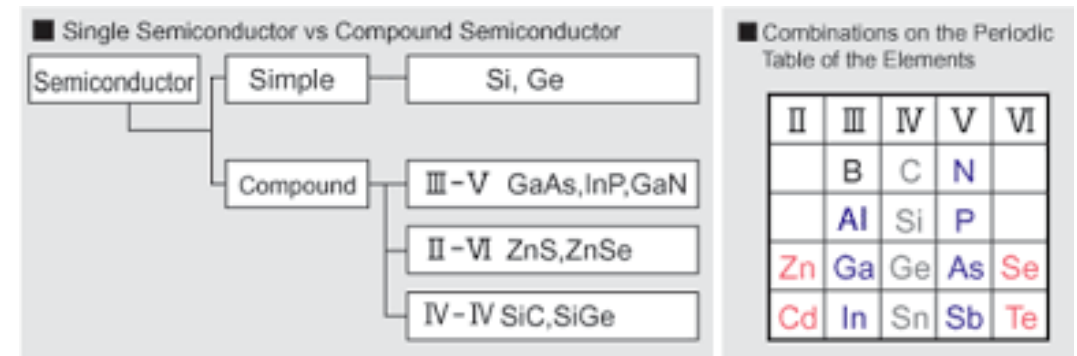 ■ Single Semiconductor vs Compound Semiconductor
Semiconductor
Simple
Si, Ge
Compound
Ⅲ-Ⅴ GaAs,InP,GaN
Ⅱ-Ⅵ ZnS,ZnSe
Ⅳ-Ⅳ SiC,SiGe
■ Combinations on the Periodic
Table of the Elements
Ⅱ Ⅲ Ⅳ Ⅴ Ⅵ
B C N
Al Si P
Zn Ga Ge As Se
Cd In Sn Sb Te